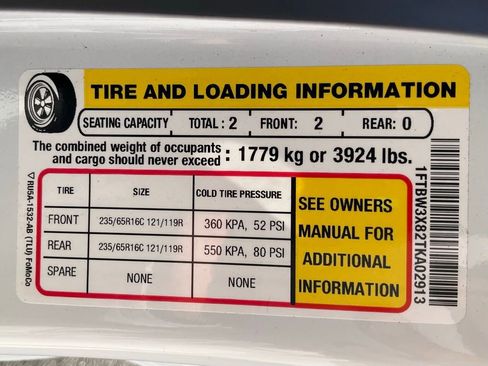 TIRE AND LOADING INFORMATION
SEATING CAPACITY TOTAL : 2 FRONT: 2 REAR: 0
The combined weight of occupants
and cargo should never exceed : 1779 kg or 3924 lbs.
TIRE SIZE COLD TIRE PRESSURE
FRONT 235/65R16C 121/119R 360 KPA, 52 PSI
REAR 235/65R16C 121/119R 550 KPA, 80 PSI
SPARE NONE NONE
SEE OWNERS
MANUAL FOR
ADDITIONAL
INFORMATION
1FTBW3X82TKA02913
RU5A-1532-AB (TLU) FoMoCo